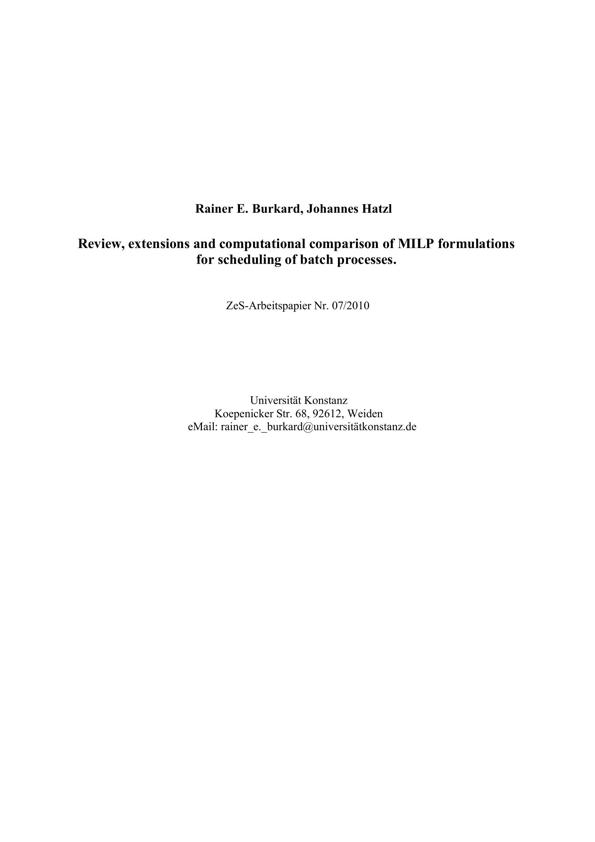 Rainer E. Burkard, Johannes Hatzl
Review, extensions and computational comparison of MILP formulations
for scheduling of batch processes.
ZeS-Arbeitspapier Nr. 07/2010
Universität Konstanz
Koepenicker Str. 68, 92612, Weiden
eMail: rainer_e._burkard@universitätkonstanz.de